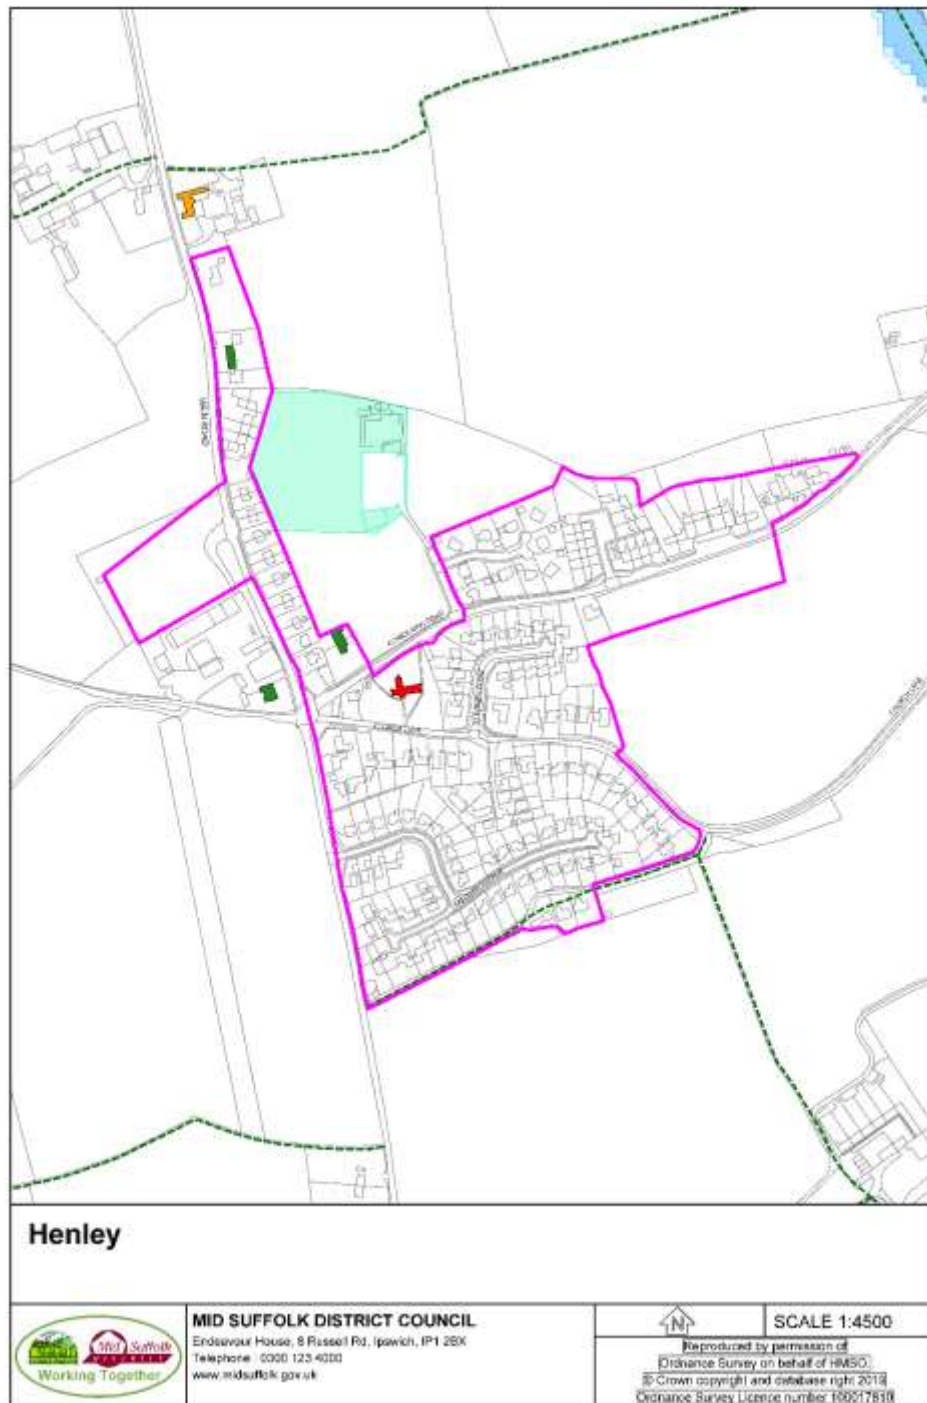 Henley
Mid Suffolk
Working Together
MID SUFFOLK DISTRICT COUNCIL
Endeavour House, 8 Russell Rd, Ipswich, IP1 2BX
Telephone : 0300 123 4000
www.midsuffolk.gov.uk
N
SCALE 1:4500
Reproduced by permission of
Ordnance Survey on behalf of HMSO.
© Crown copyright and database right 2019
Ordnance Survey Licence number 100017810